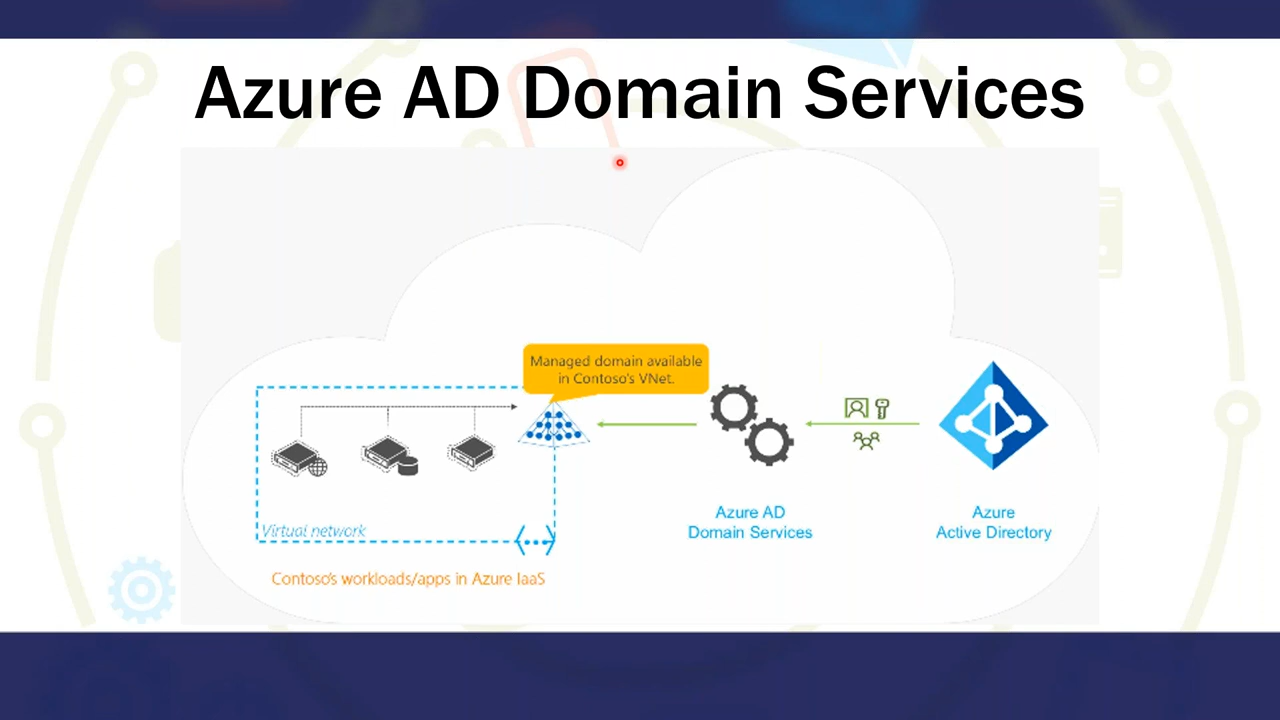 Azure AD Domain Services
Managed domain available
in Contoso's VNet.
Virtual network
Azure AD
Domain Services
Azure
Active Directory
Contoso's workloads/apps in Azure IaaS